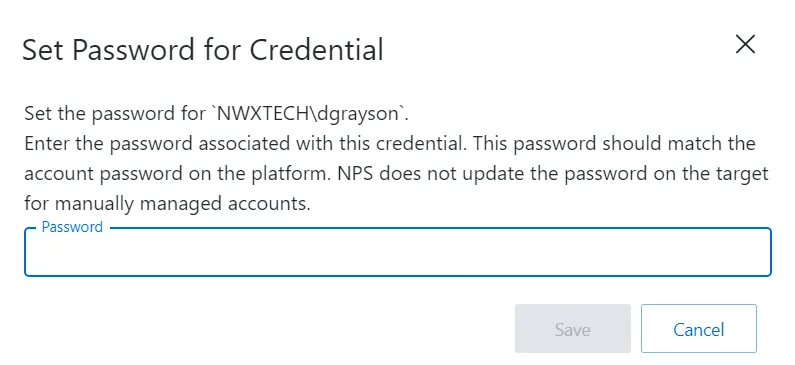 Set Password for Credential
Set the password for `NWXTECH\dgrayson`.
Enter the password associated with this credential. This password should match the
account password on the platform. NPS does not update the password on the target
for manually managed accounts.
Password
Save
Cancel